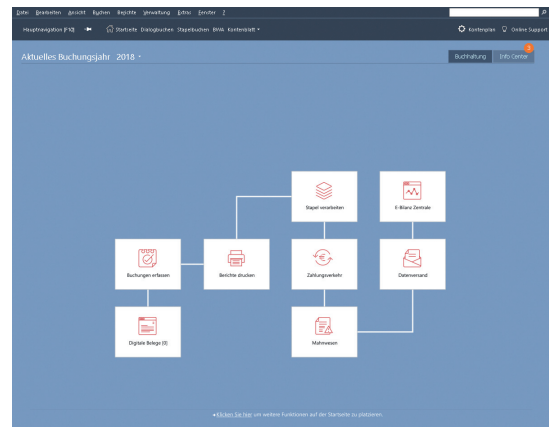 Datei Bearbeiten Ansicht Buchen Berichte Verwaltung Extras Fenster ?
Hauptnavigation [F10] Startseite Dialogbuchen Stapelbuchen BWA Kontenblatt Kontenplan Online Support
Aktuelles Buchungsjahr 2018 Buchhaltung Info Center
3
Stapel verarbeiten E-Bilanz Zentrale
Buchungen erfassen Berichte drucken Zahlungsverkehr Datenversand
Digitale Belege [0] Mahnwesen
Klicken Sie hier um weitere Funktionen auf der Startseite zu platzieren.